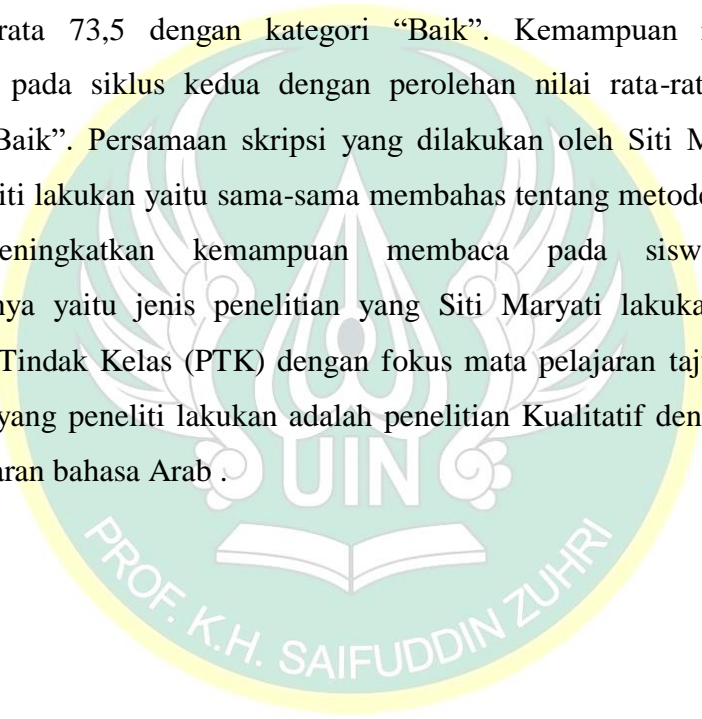 rata 73,5 dengan kategori “Baik”. Kemampuan
pada siklus kedua dengan perolehan nilai rata-rat
Baik”. Persamaan skripsi yang dilakukan oleh Siti M
iti lakukan yaitu sama-sama membahas tentang metode
eningkatkan kemampuan membaca pada sisw
nya yaitu jenis penelitian yang Siti Maryati lakuka
Tindak Kelas (PTK) dengan fokus mata pelajaran taj
yang peneliti lakukan adalah penelitian Kualitatif den
aran bahasa Arab .
UIN
PROF. K.H. SAIFUDDIN ZUHRI